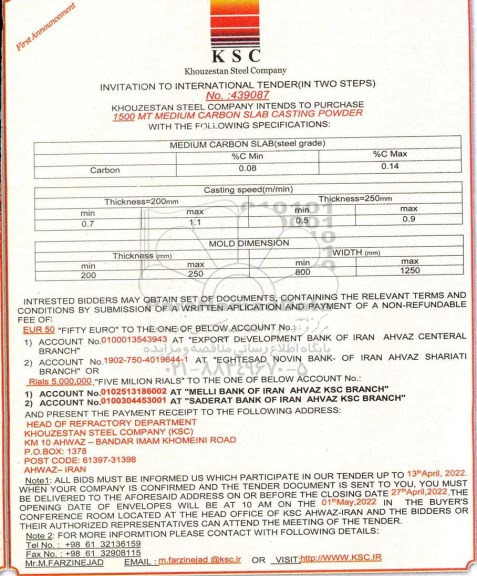 First Announcement
KSC
Khouzestan Steel Company
INVITATION TO INTERNATIONAL TENDER(IN TWO STEPS)
No. :439087
KHOUZESTAN STEEL COMPANY INTENDS TO PURCHASE
1500 MT MEDIUM CARBON SLAB CASTING POWDER
WITH THE FOLLOWING SPECIFICATIONS:
MEDIUM CARBON SLAB(steel grade)
%C Min %C Max
Carbon 0.08 0.14
Casting speed(m/min)
Thickness=200mm Thickness=250mm
min max min max
0.7 1.1 0.5 0.9
MOLD DIMENSION
Thickness (mm) WIDTH (mm)
min max min max
200 250 800 1250
INTRESTED BIDDERS MAY OBTAIN SET OF DOCUMENTS, CONTAINING THE RELEVANT TERMS AND
CONDITIONS BY SUBMISSION OF A WRITTEN APLICATION AND PAYMENT OF A NON-REFUNDABLE
FEE OF:
EUR 50 "FIFTY EURO" TO THE ONE OF BELOW ACCOUNT No.:
1) ACCOUNT No.0100013543943 AT "EXPORT DEVELOPMENT BANK OF IRAN AHVAZ CENTERAL
BRANCH"
2) ACCOUNT No.1902-750-4019644-1 AT "EGHTESAD NOVIN BANK- OF IRAN AHVAZ SHARIATI
BRANCH" OR
Rials 5,000,000,"FIVE MILION RIALS" TO THE ONE OF BELOW ACCOUNT No.:
1) ACCOUNT No.0102513186002 AT "MELLI BANK OF IRAN AHVAZ KSC BRANCH"
2) ACCOUNT No.0100304453001 AT "SADERAT BANK OF IRAN AHVAZ KSC BRANCH"
AND PRESENT THE PAYMENT RECEIPT TO THE FOLLOWING ADDRESS:
HEAD OF REFRACTORY DEPARTMENT
KHOUZESTAN STEEL COMPANY (KSC)
KM 10 AHWAZ – BANDAR IMAM KHOMEINI ROAD
P.O.BOX: 1378
POST CODE: 61397-31398
AHWAZ– IRAN
Note1: ALL BIDS MUST BE INFORMED US WHICH PARTICIPATE IN OUR TENDER UP TO 13thApril, 2022.
WHEN YOUR COMPANY IS CONFIRMED AND THE TENDER DOCUMENT IS SENT TO YOU, YOU MUST
BE DELIVERED TO THE AFORESAID ADDRESS ON OR BEFORE THE CLOSING DATE 27thApril,2022.THE
OPENING DATE OF ENVELOPES WILL BE AT 10 AM ON THE 01stMay,2022 IN THE BUYER'S
CONFERENCE ROOM LOCATED AT THE HEAD OFFICE OF KSC AHWAZ-IRAN AND THE BIDDERS OR
THEIR AUTHORIZED REPRESENTATIVES CAN ATTEND THE MEETING OF THE TENDER.
Note 2: FOR MORE INFORMTION PLEASE CONTACT WITH FOLLOWING DETAILS:
Tel No. : +98 61 32136159
Fax No. : +98 61 32908115
Mr.M.FARZINEJAD EMAIL : m.farzinejad @ksc.ir OR VISIT:http://WWW.KSC.IR
پایگاه اطلاع رسانی مناقصه و مزایده
۰۲۱-۸۸۳۴۹۶۷۰-۵